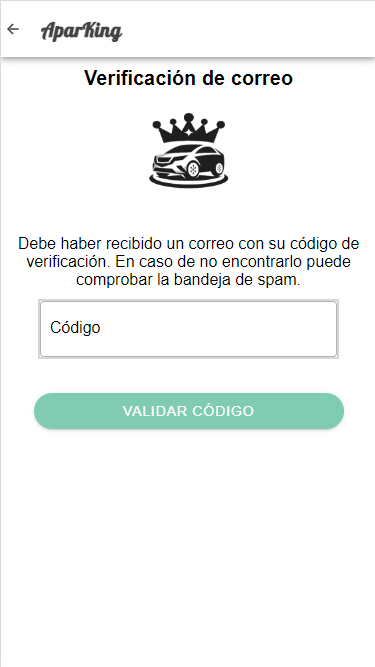 AparKing
Verificación de correo
Debe haber recibido un correo con su código de
verificación. En caso de no encontrarlo puede
comprobar la bandeja de spam.
Código
VALIDAR CÓDIGO